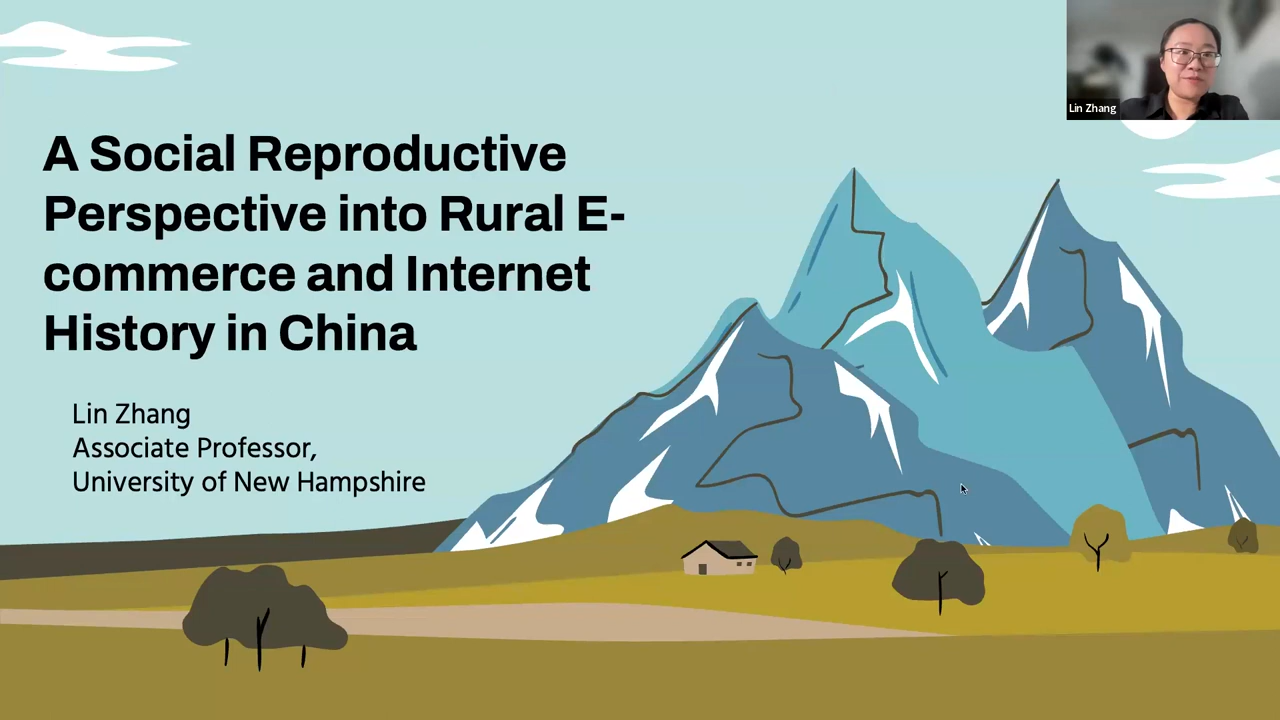 Lin Zhang
A Social Reproductive
Perspective into Rural E-
commerce and Internet
History in China
Lin Zhang
Associate Professor,
University of New Hampshire